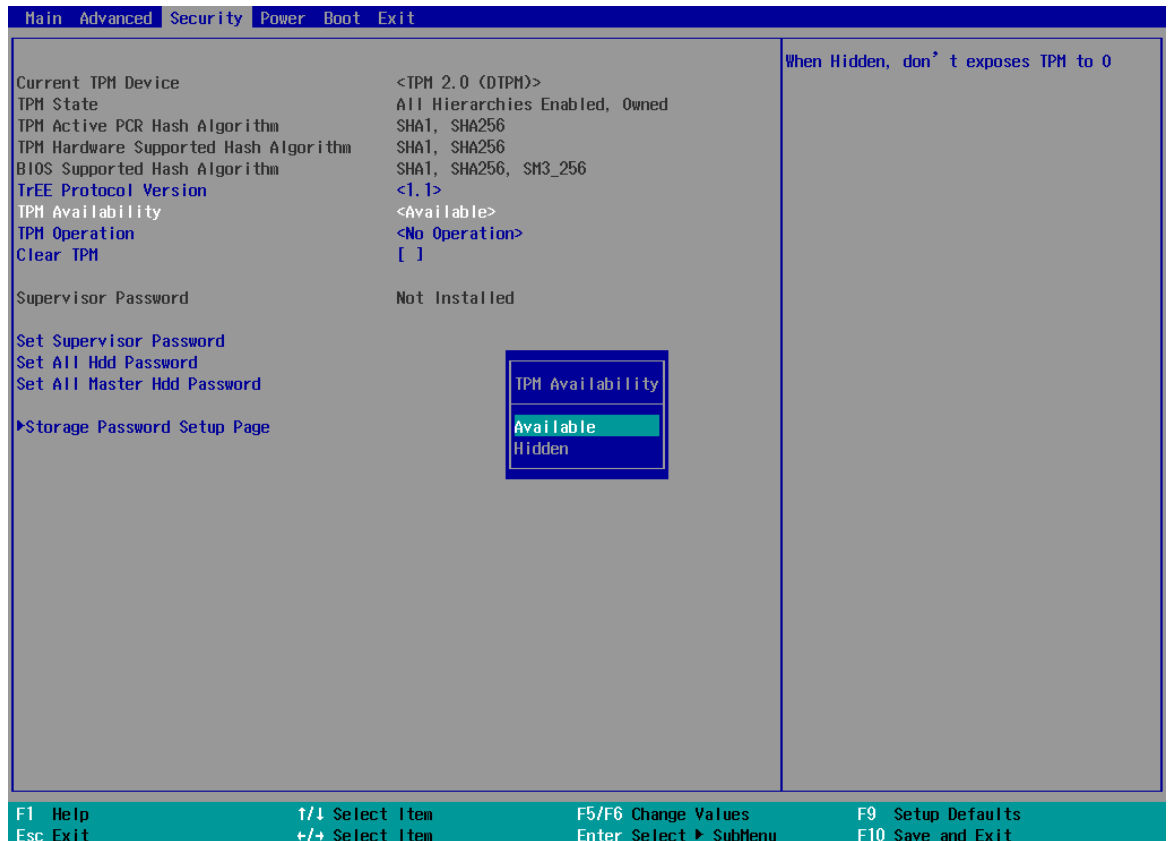 Main Advanced Security Power Boot Exit
When Hidden, don't exposes TPM to O
Current TPM Device <TPM 2.0 (DTPM)>
TPM State All Hierarchies Enabled, Owned
TPM Active PCR Hash Algorithm SHA1, SHA256
TPM Hardware Supported Hash Algorithm SHA1, SHA256
BIOS Supported Hash Algorithm SHA1, SHA256, SM3_256
TrEE Protocol Version <1.1>
TPM Availability <Available>
TPM Operation <No Operation>
Clear TPM [ ]
Supervisor Password Not Installed
Set Supervisor Password
Set All Hdd Password
Set All Master Hdd Password
▶Storage Password Setup Page
TPM Availability
Available
Hidden
F1 Help ↑/↓ Select Item F5/F6 Change Values F9 Setup Defaults
Esc Exit ←/→ Select Item Enter Select ▶ SubMenu F10 Save and Exit